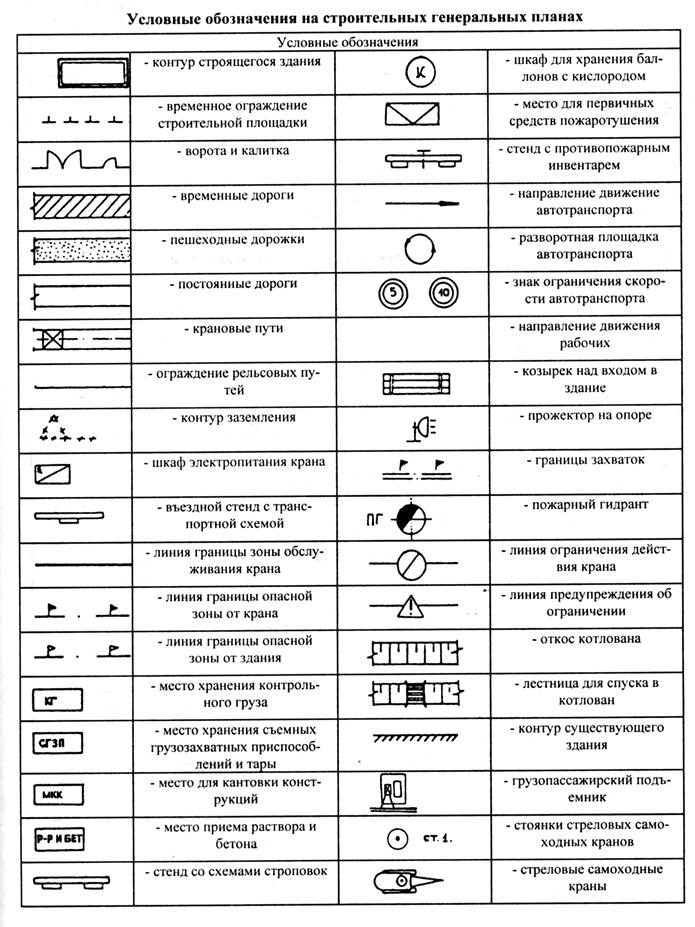 Условные обозначения на строительных генеральных планах
Условные обозначения
- контур строящегося здания
К
- шкаф для хранения бал-
лонов с кислородом
- временное ограждение
строительной площадки
- место для первичных
средств пожаротушения
- ворота и калитка
- стенд с противопожарным
инвентарем
- временные дороги
- направление движение
автотранспорта
- пешеходные дорожки
- разворотная площадка
автотранспорта
- постоянные дороги
5 10
- знак ограничения скоро-
сти автотранспорта
- крановые пути
- направление движения
рабочих
- ограждение рельсовых пу-
тей
- козырек над входом в
здание
- контур заземления
- прожектор на опоре
- шкаф электропитания крана
- границы захваток
- въездной стенд с транс-
портной схемой
ПГ
- пожарный гидрант
- линия границы зоны обслу-
живания крана
- линия ограничения дейст-
вия крана
- линия границы опасной
зоны от крана
- линия предупреждения об
ограничении
- линия границы опасной
зоны от здания
- откос котлована
КГ
- место хранения контроль-
ного груза
- лестница для спуска в
котлован
СГЗП
- место хранения съемных
грузозахватных приспособ-
лений и тары
- контур существующего
здания
МКК
- место для кантовки конст-
рукций
- грузопассажирский подъ-
емник
Р-Р И БЕТ
- место приема раствора и
бетона
ст.1.
- стоянки стреловых само-
ходных кранов
- стенд со схемами строповок
- стреловые самоходные
краны